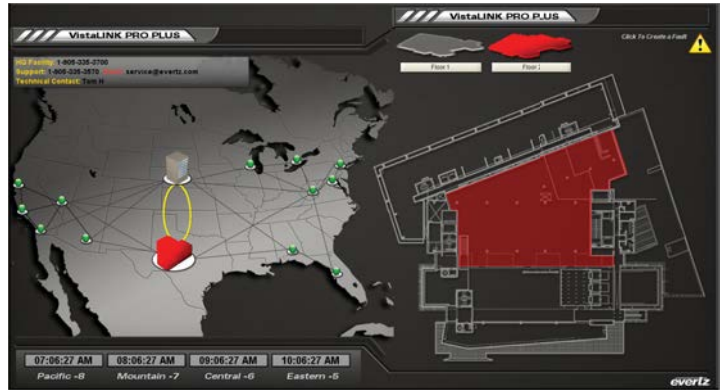 VistaLINK PRO PLUS
HQ Facility: 1-905-335-3700
Support: 1-905-335-3570 service@evertz.com
Technical Contact: Tom H
07:06:27 AM
08:06:27 AM
09:06:27 AM
10:06:27 AM
Pacific -8
Mountain -7
Central -6
Eastern -5
VistaLINK PRO PLUS
Click To Create a Fault
Floor 1
Floor 2
evertz